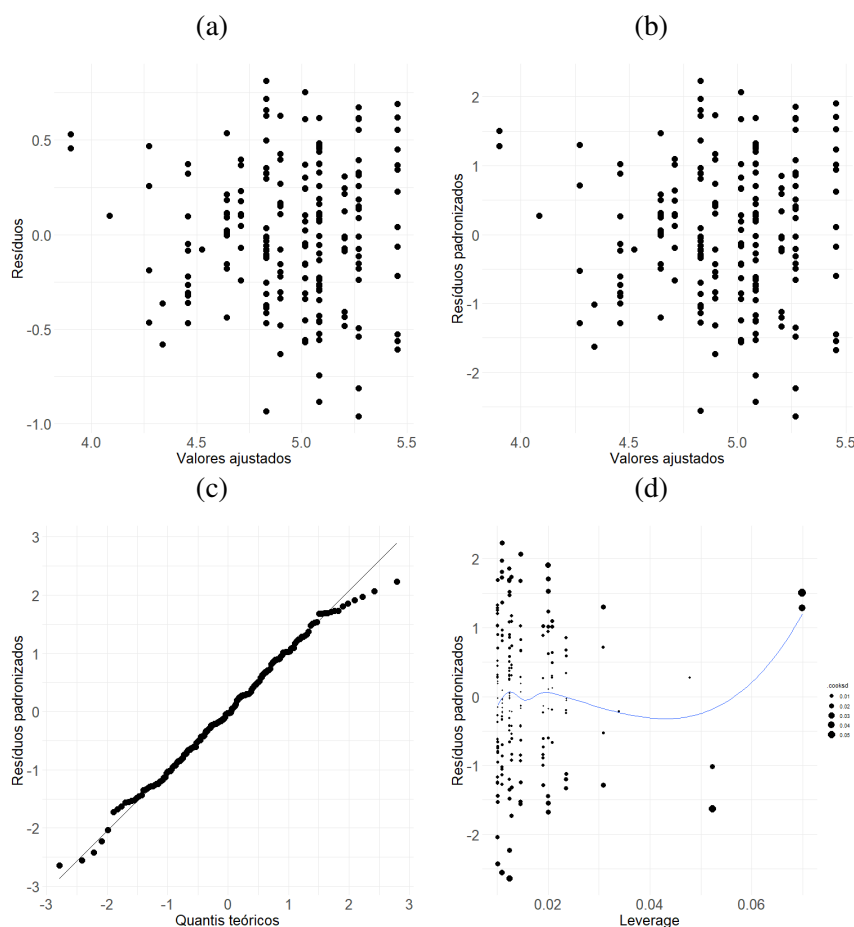 (a)
(b)
0.5
0.0
-0.5
-1.0
Resíduos
4.0 4.5 5.0 5.5
Valores ajustados
2
1
0
-1
-2
Resíduos padronizados
4.0 4.5 5.0 5.5
Valores ajustados
(c)
(d)
3
2
1
0
-1
-2
-3
Resíduos padronizados
-3 -2 -1 0 1 2 3
Quantis teóricos
2
1
0
-1
-2
Resíduos padronizados
0.02 0.04 0.06
Leverage
.cooksd
0.01
0.02
0.03
0.04
0.05